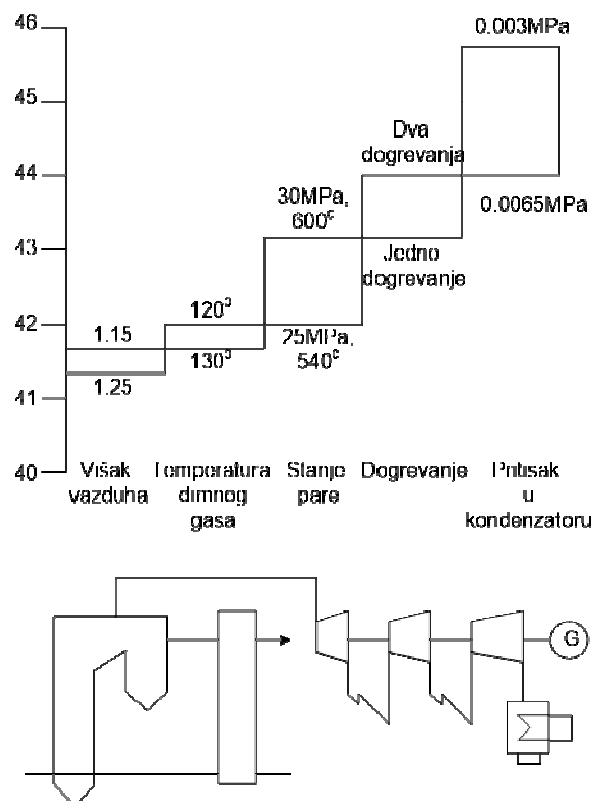 46
45
44
43
42
41
40
0.003MPa
Dva
dogrevanja
30MPa,
600°
0.0065MPa
Jedno
dogrevanje
120°
1.15
130°
25MPa,
540°
1.25
Višak
vazduha
Temperatura
dimnog
gasa
Stanje
pare
Dogrevanje
Pritisak
u
kondenzatoru
G